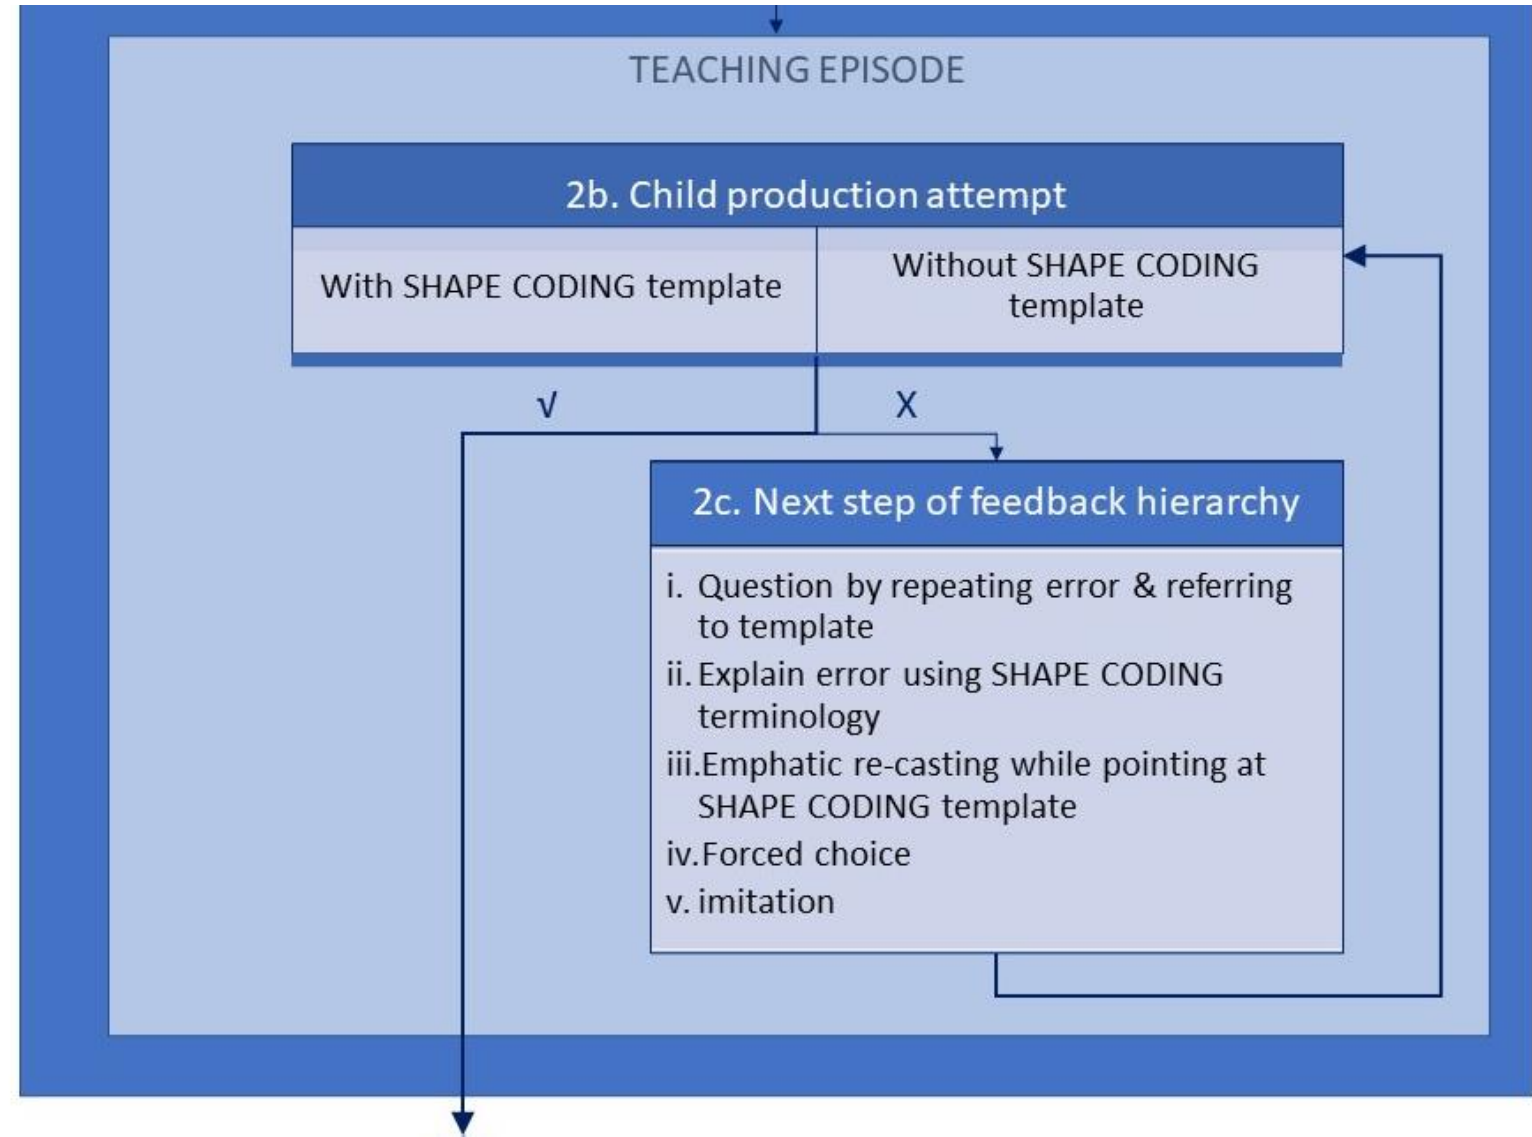 TEACHING EPISODE
2b. Child production attempt
With SHAPE CODING template
Without SHAPE CODING
template
√
X
2c. Next step of feedback hierarchy
i. Question by repeating error & referring
to template
ii. Explain error using SHAPE CODING
terminology
iii.Emphatic re-casting while pointing at
SHAPE CODING template
iv.Forced choice
v. imitation